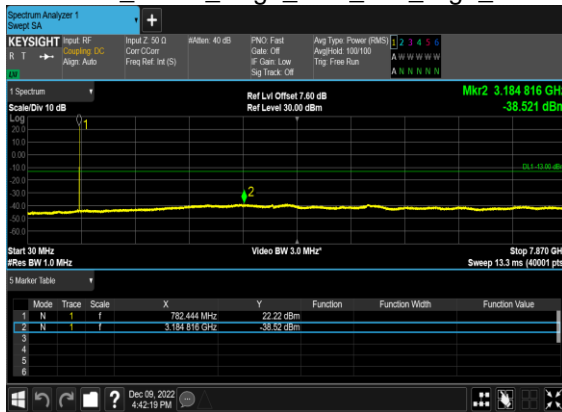 Spectrum Analyzer 1
Swept SA
+
KEYSIGHT Input: RF Input Z: 50 Ω #Atten: 40 dB PNO: Fast Avg Type: Power (RMS) 1 2 3 4 5 6
R T Coupling: DC Corr CCorr Gate: Off Avg|Hold: 100/100 A W W W W W
Align: Auto Freq Ref: Int (S) IF Gain: Low Trig: Free Run
Sig Track: Off A N N N N N
1 Spectrum Ref Lvl Offset 7.60 dB Mkr2 3.184 816 GHz
Scale/Div 10 dB Ref Level 30.00 dBm -38.521 dBm
Log
20.0
10.0
0.00
-10.0
-20.0
-30.0
-40.0
-50.0
-60.0
1
2
DL1 -13.00 dB
Start 30 MHz Video BW 3.0 MHz* Stop 7.870 GH
#Res BW 1.0 MHz Sweep 13.3 ms (40001 pts
5 Marker Table
Mode Trace Scale X Y Function Function Width Function Value
1 N 1 f 782.444 MHz 22.22 dBm
2 N 1 f 3.184 816 GHz -38.52 dBm
3
4
5
6
? Dec 09, 2022
4:42:19 PM